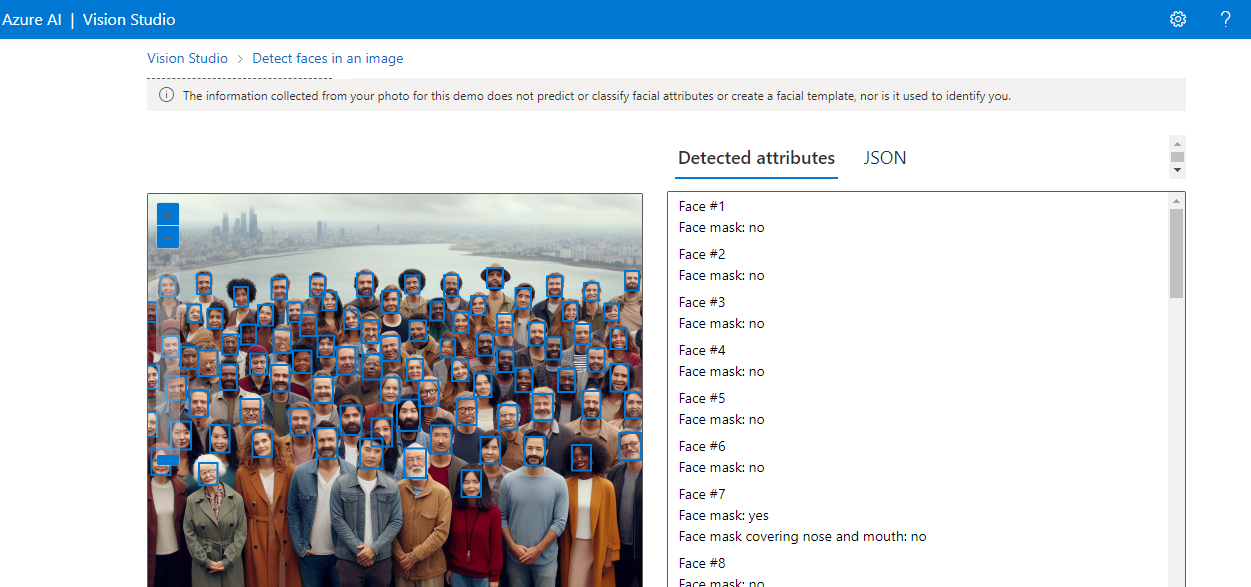 Azure AI | Vision Studio
Vision Studio > Detect faces in an image
The information collected from your photo for this demo does not predict or classify facial attributes or create a facial template, nor is it used to identify you.
Detected attributes JSON
Face #1
Face mask: no
Face #2
Face mask: no
Face #3
Face mask: no
Face #4
Face mask: no
Face #5
Face mask: no
Face #6
Face mask: no
Face #7
Face mask: yes
Face mask covering nose and mouth: no
Face #8
Face mask: no